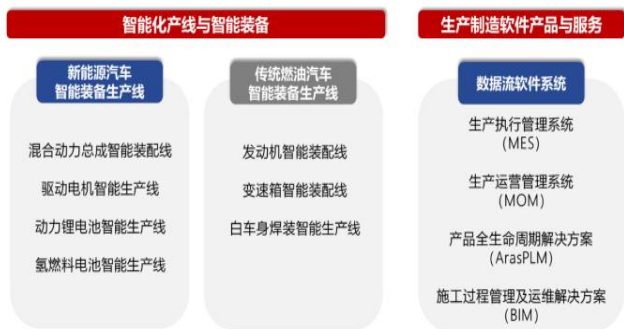 智能化产线与智能装备
新能源汽车
智能装备生产线
混合动力总成智能装配线
驱动电机智能生产线
动力锂电池智能生产线
氢燃料电池智能生产线
传统燃油汽车
智能装备生产线
发动机智能装配线
变速箱智能装配线
白车身焊装智能生产线
生产制造软件产品与服务
数据流软件系统
生产执行管理系统
(MES)
生产运营管理系统
(MOM)
产品全生命周期解决方案
(ArasPLM)
施工过程管理及运维解决方案
(BIM)